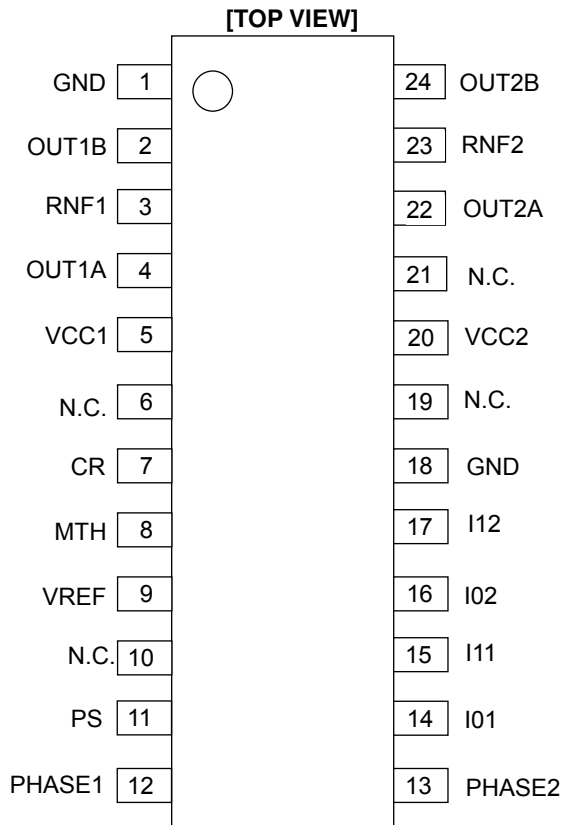 [TOP VIEW]
GND 1 24 OUT2B
OUT1B 2 23 RNF2
RNF1 3 22 OUT2A
OUT1A 4 21 N.C.
VCC1 5 20 VCC2
N.C. 6 19 N.C.
CR 7 18 GND
MTH 8 17 I12
VREF 9 16 I02
N.C. 10 15 I11
PS 11 14 I01
PHASE1 12 13 PHASE2